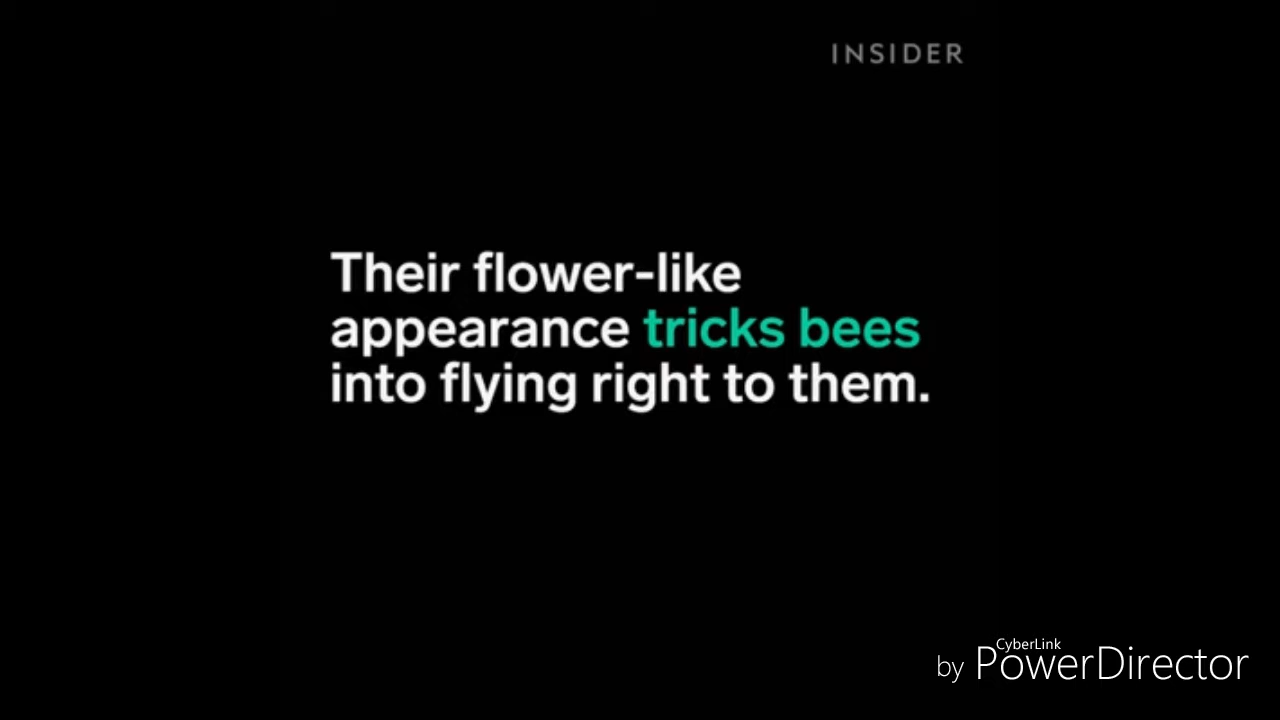 INSIDER
Their flower-like
appearance tricks bees
into flying right to them.
CyberLink
by PowerDirector